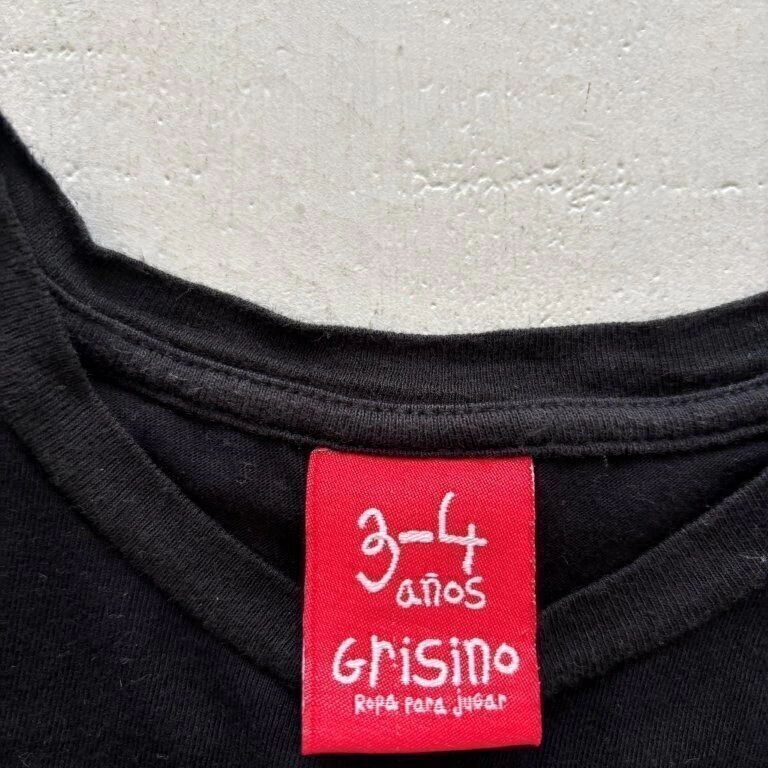 3-4
años
Grisino
Ropa para jugar